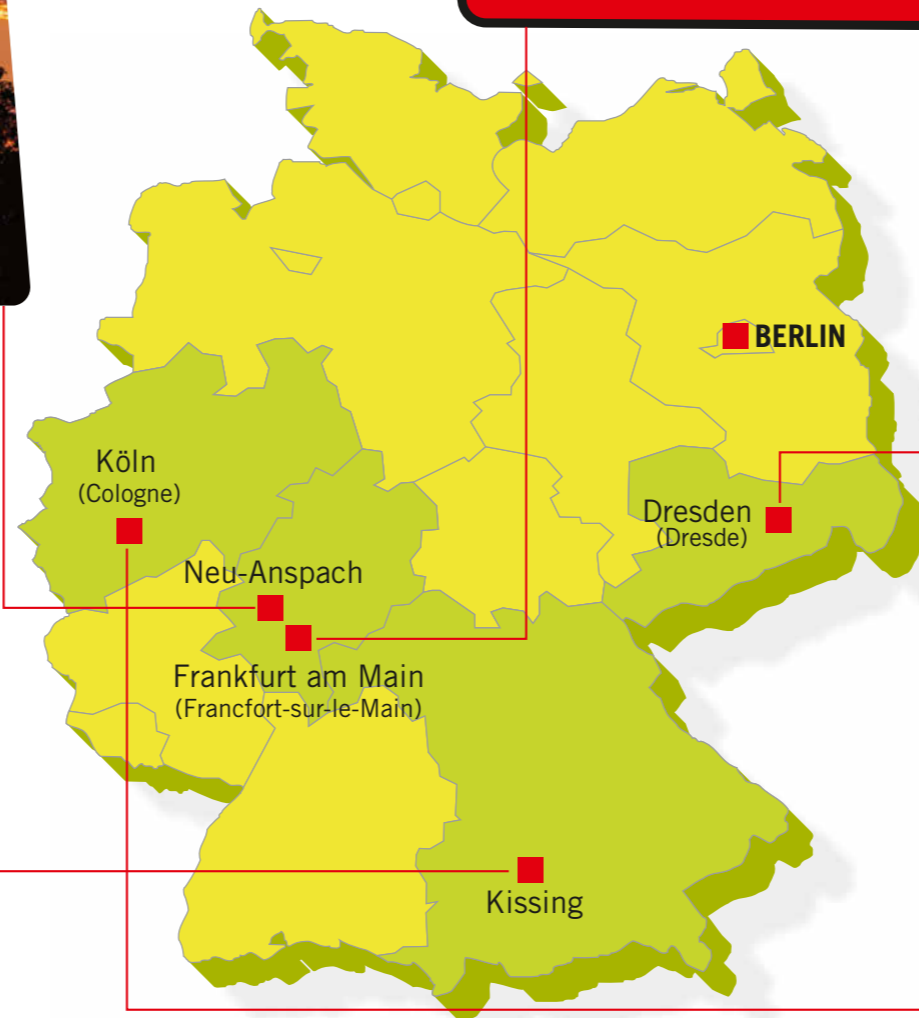 BERLIN
Köln
(Cologne)
Dresden
(Dresde)
Neu-Anspach
Frankfurt am Main
(Francfort-sur-le-Main)
Kissing